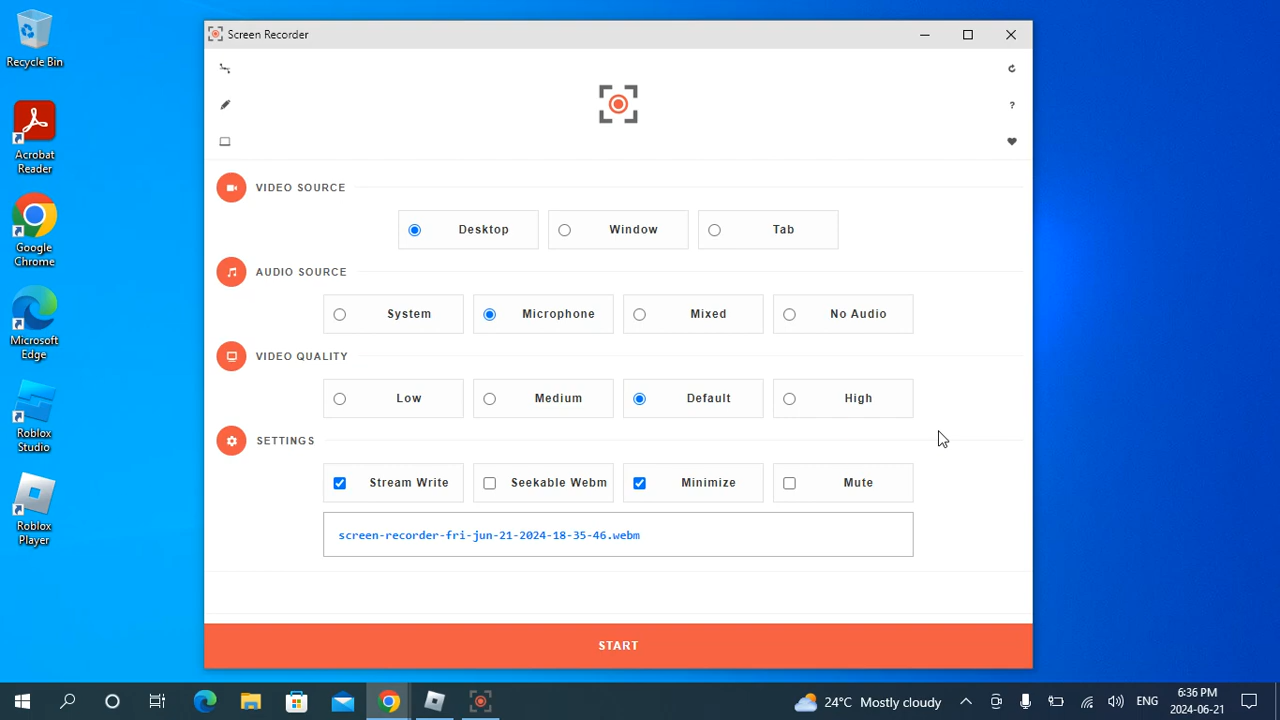 Recycle Bin
Acrobat
Reader
Google
Chrome
Microsoft
Edge
Roblox
Studio
Roblox
Player
Screen Recorder
?
VIDEO SOURCE
Desktop
Window
Tab
AUDIO SOURCE
System
Microphone
Mixed
No Audio
VIDEO QUALITY
Low
Medium
Default
High
SETTINGS
Stream Write
Seekable Webm
Minimize
Mute
screen-recorder-fri-jun-21-2024-18-35-46.webm
START
24°C Mostly cloudy
ENG
6:36 PM
2024-06-21